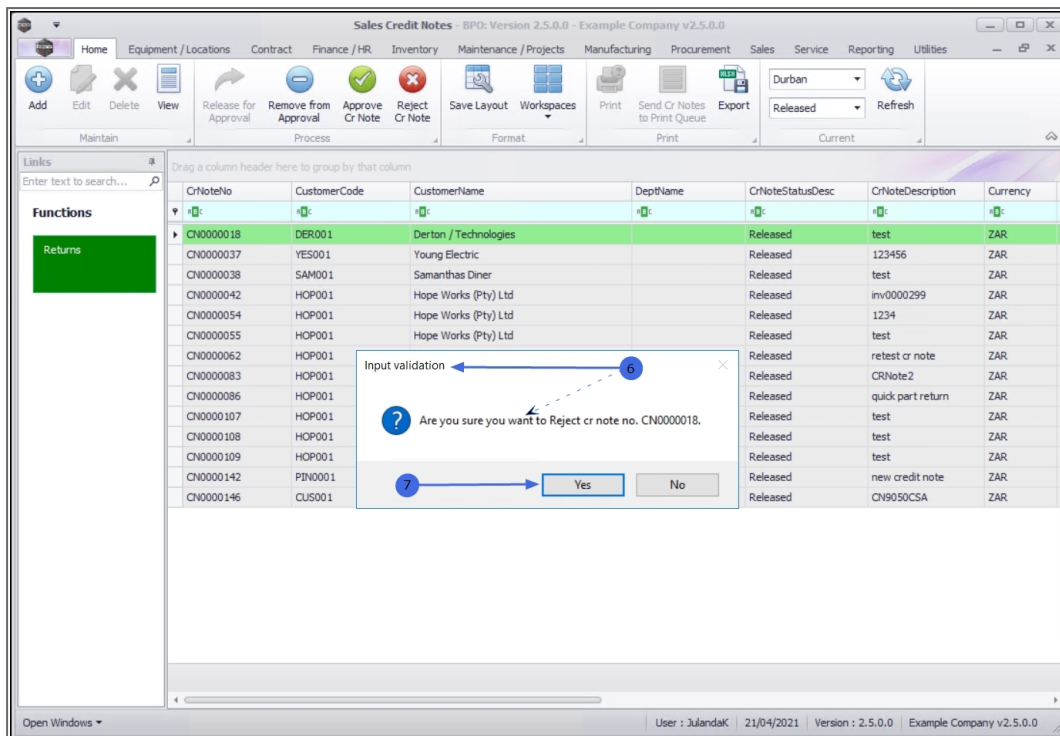 Sales Credit Notes - BPO: Version 2.5.0.0 - Example Company v2.5.0.0
Home Equipment / Locations Contract Finance / HR Inventory Maintenance / Projects Manufacturing Procurement Sales Service Reporting Utilities
Add Edit Delete View Release for Approval Remove from Approval Approve Cr Note Reject Cr Note Save Layout Workspaces Print Send Cr Notes to Print Queue Export Durban Released Refresh
Maintain Process Format Print Current
Links
Enter text to search...
Functions
Returns
Drag a column header here to group by that column
CrNoteNo CustomerCode CustomerName DeptName CrNoteStatusDesc CrNoteDescription Currency
CN0000018 DER001 Derton / Technologies Released test ZAR
CN0000037 YES001 Young Electric Released 123456 ZAR
CN0000038 SAM001 Samanthas Diner Released test ZAR
CN0000042 HOP001 Hope Works (Pty) Ltd Released inv0000299 ZAR
CN0000054 HOP001 Hope Works (Pty) Ltd Released 1234 ZAR
CN0000055 HOP001 Hope Works (Pty) Ltd Released test ZAR
CN0000062 HOP001 Released retest cr note ZAR
CN0000083 HOP001 Released CRNote2 ZAR
CN0000086 HOP001 Released quick part return ZAR
CN0000107 HOP001 Released test ZAR
CN0000108 HOP001 Released test ZAR
CN0000109 HOP001 Released test ZAR
CN0000142 PIN0001 Released new credit note ZAR
CN0000146 CUS001 Released CN9050CSA ZAR
Input validation 6
Are you sure you want to Reject cr note no. CN0000018.
7 Yes No
Open Windows User : JulandaK 21/04/2021 Version : 2.5.0.0 Example Company v2.5.0.0